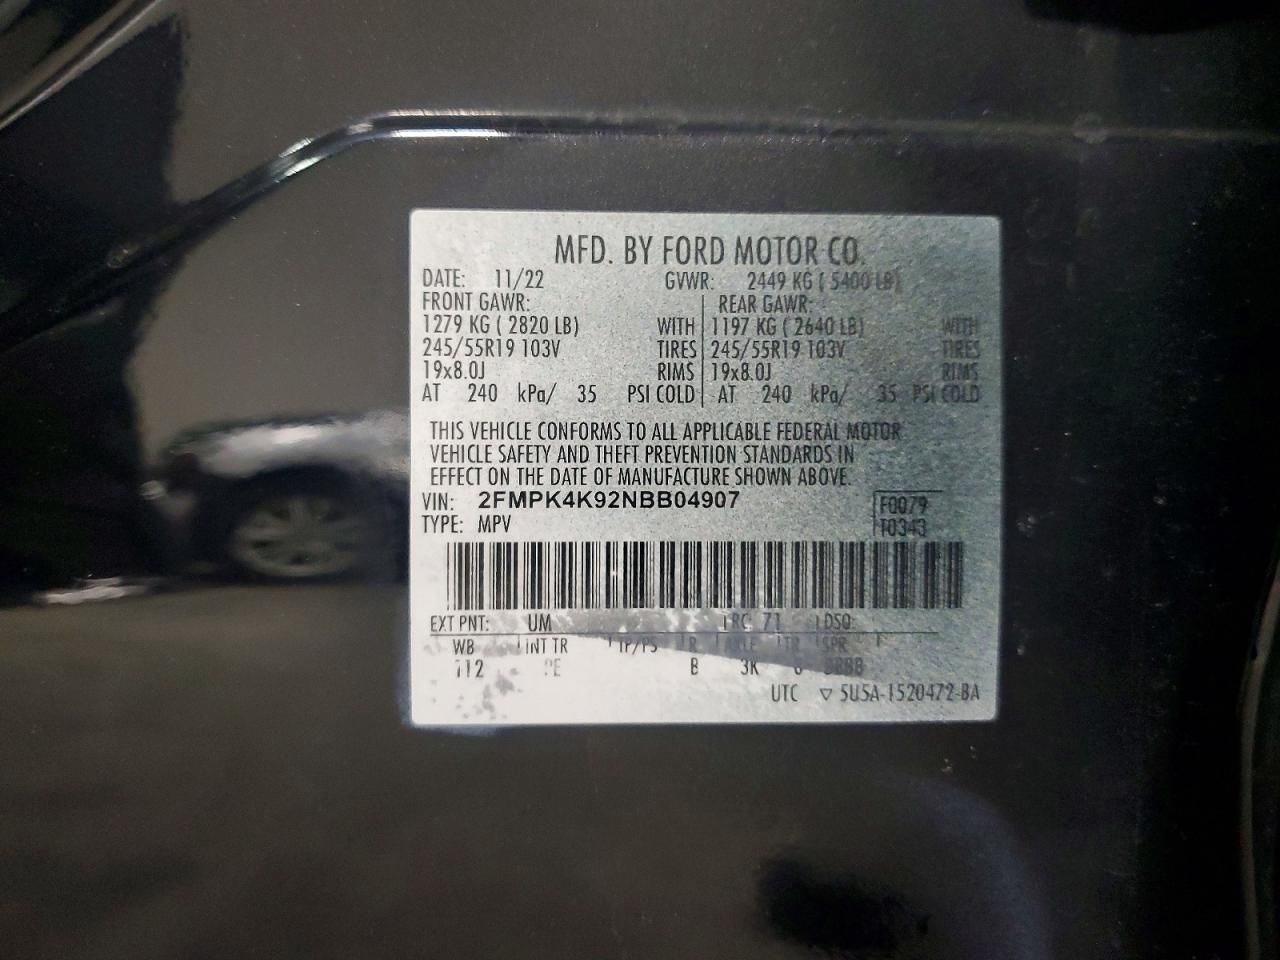 MFD. BY FORD MOTOR CO.
DATE: 11/22 GVWR: 2449 KG ( 5400 LB)
FRONT GAWR: REAR GAWR:
1279 KG ( 2820 LB) WITH 1197 KG ( 2640 LB) WITH
245/55R19 103V TIRES 245/55R19 103V TIRES
19x8.0J RIMS 19x8.0J RIMS
AT 240 kPa/ 35 PSI COLD AT 240 kPa/ 35 PSI COLD
THIS VEHICLE CONFORMS TO ALL APPLICABLE FEDERAL MOTOR
VEHICLE SAFETY AND THEFT PREVENTION STANDARDS IN
EFFECT ON THE DATE OF MANUFACTURE SHOWN ABOVE.
VIN: 2FMPK4K92NBB04907 F0079
TYPE: MPV T0343
EXT PNT: UM RC: 71 DSO:
WB INT TR TP/PS R AXLE TR SPR
112 B 3K
UTC ▽ 5U5A-1520472-BA